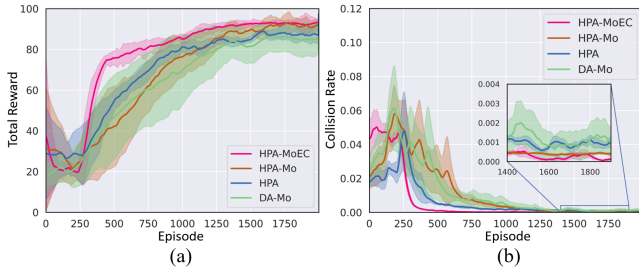 100
80
60
40
20
0
Total Reward
0 250 500 750 1000 1250 1500 1750
Episode
HPA-MoEC
HPA-Mo
HPA
DA-Mo
(a)
0.12
0.10
0.08
0.06
0.04
0.02
0.00
Collision Rate
0 250 500 750 1000 1250 1500 1750
Episode
HPA-MoEC
HPA-Mo
HPA
DA-Mo
0.004
0.003
0.002
0.001
0.000
1400 1600 1800
(b)